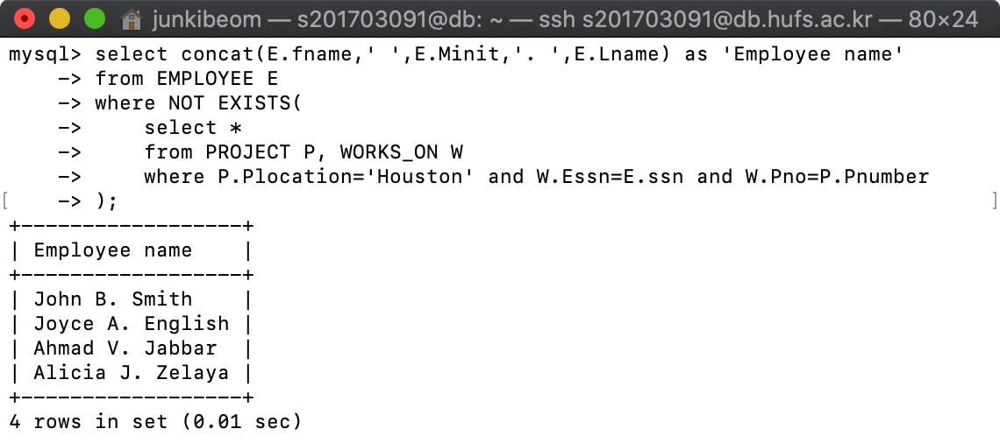 junkibeom — s201703091@db: ~ — ssh s201703091@db.hufs.ac.kr — 80×24
mysql> select concat(E.fname,' ',E.Minit,'. ',E.Lname) as 'Employee name'
    -> from EMPLOYEE E
    -> where NOT EXISTS(
    ->     select *
    ->     from PROJECT P, WORKS_ON W
    ->     where P.Plocation='Houston' and W.Essn=E.ssn and W.Pno=P.Pnumber
[    -> ); ]
+------------------+
| Employee name    |
+------------------+
| John B. Smith    |
| Joyce A. English |
| Ahmad V. Jabbar  |
| Alicia J. Zelaya |
+------------------+
4 rows in set (0.01 sec)